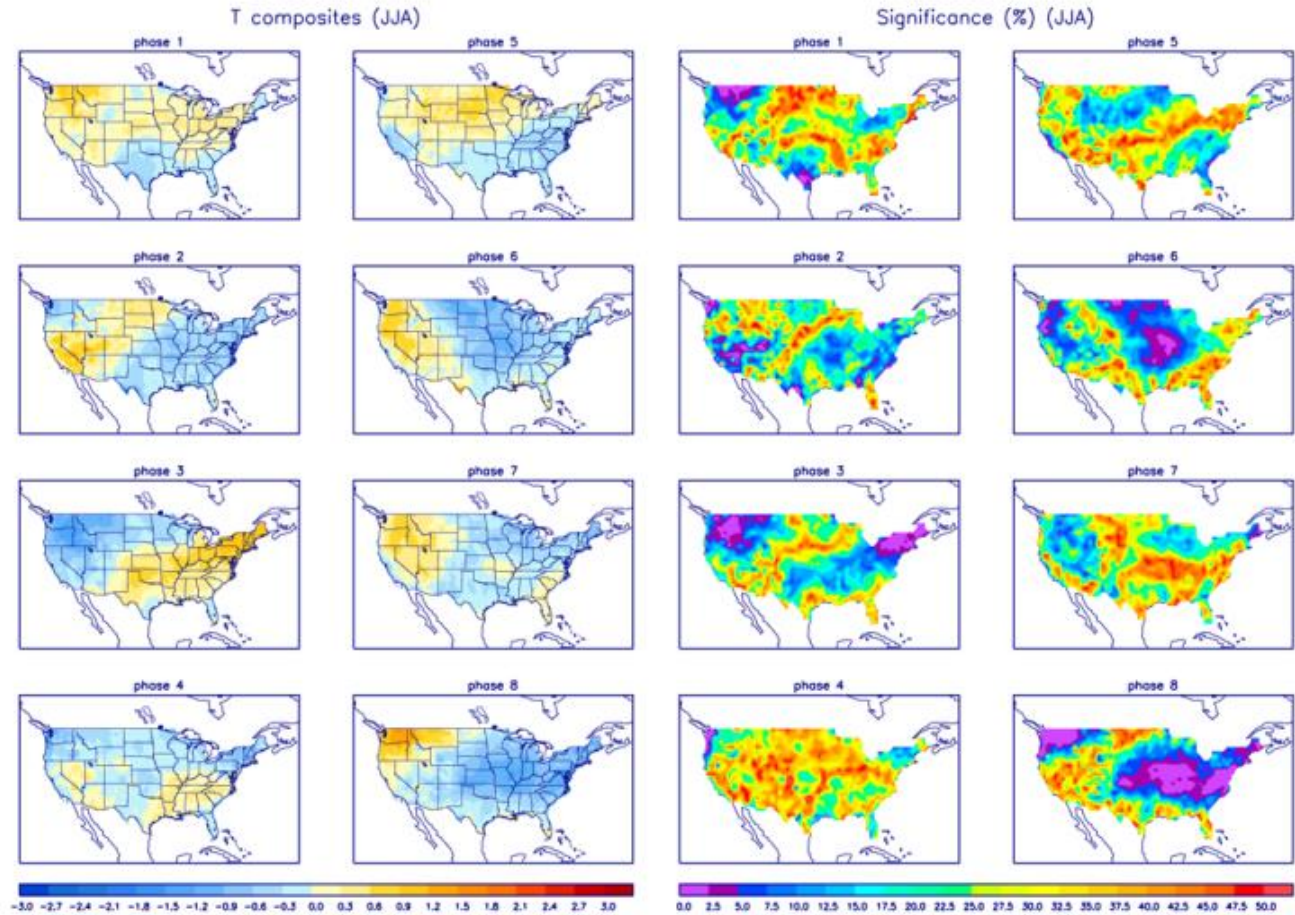 T composites (JJA) Significance (%) (JJA)
phase 1 phase 5 phase 1 phase 5
phase 2 phase 6 phase 2 phase 6
phase 3 phase 7 phase 3 phase 7
phase 4 phase 8 phase 4 phase 8
-3.0 -2.7 -2.4 -2.1 -1.8 -1.5 -1.2 -0.9 -0.6 -0.3 0.0 0.3 0.6 0.9 1.2 1.5 1.8 2.1 2.4 2.7 3.0 0.0 2.5 5.0 7.5 10.0 12.5 15.0 17.5 20.0 22.5 25.0 27.5 30.0 32.5 35.0 37.5 40.0 42.5 45.0 47.5 50.0